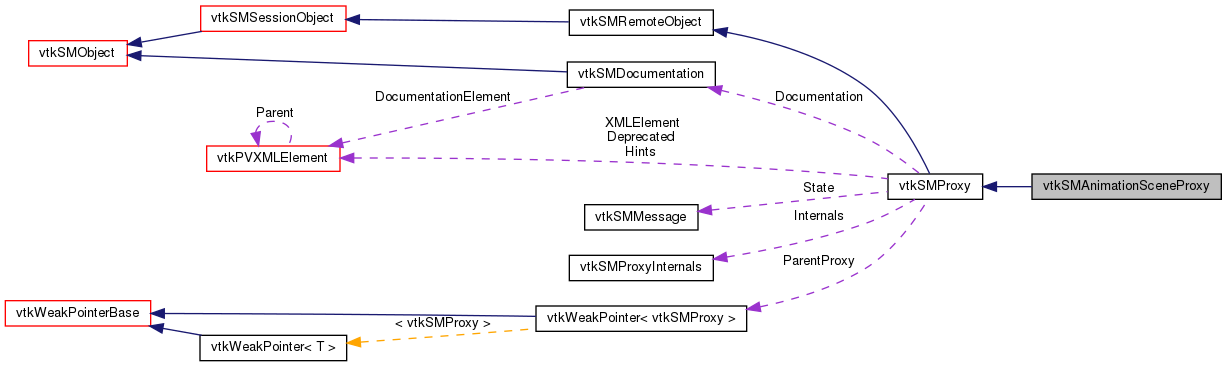 vtkSMSessionObject
vtkSMRemoteObject
vtkSMObject
vtkSMDocumentation
DocumentationElement
Documentation
Parent
XMLElement
Deprecated
Hints
vtkPVXMLElement
vtkSMProxy
vtkSMAnimationSceneProxy
State
vtkSMMessage
Internals
vtkSMProxyInternals
ParentProxy
vtkWeakPointerBase
vtkWeakPointer< vtkSMProxy >
< vtkSMProxy >
vtkWeakPointer< T >